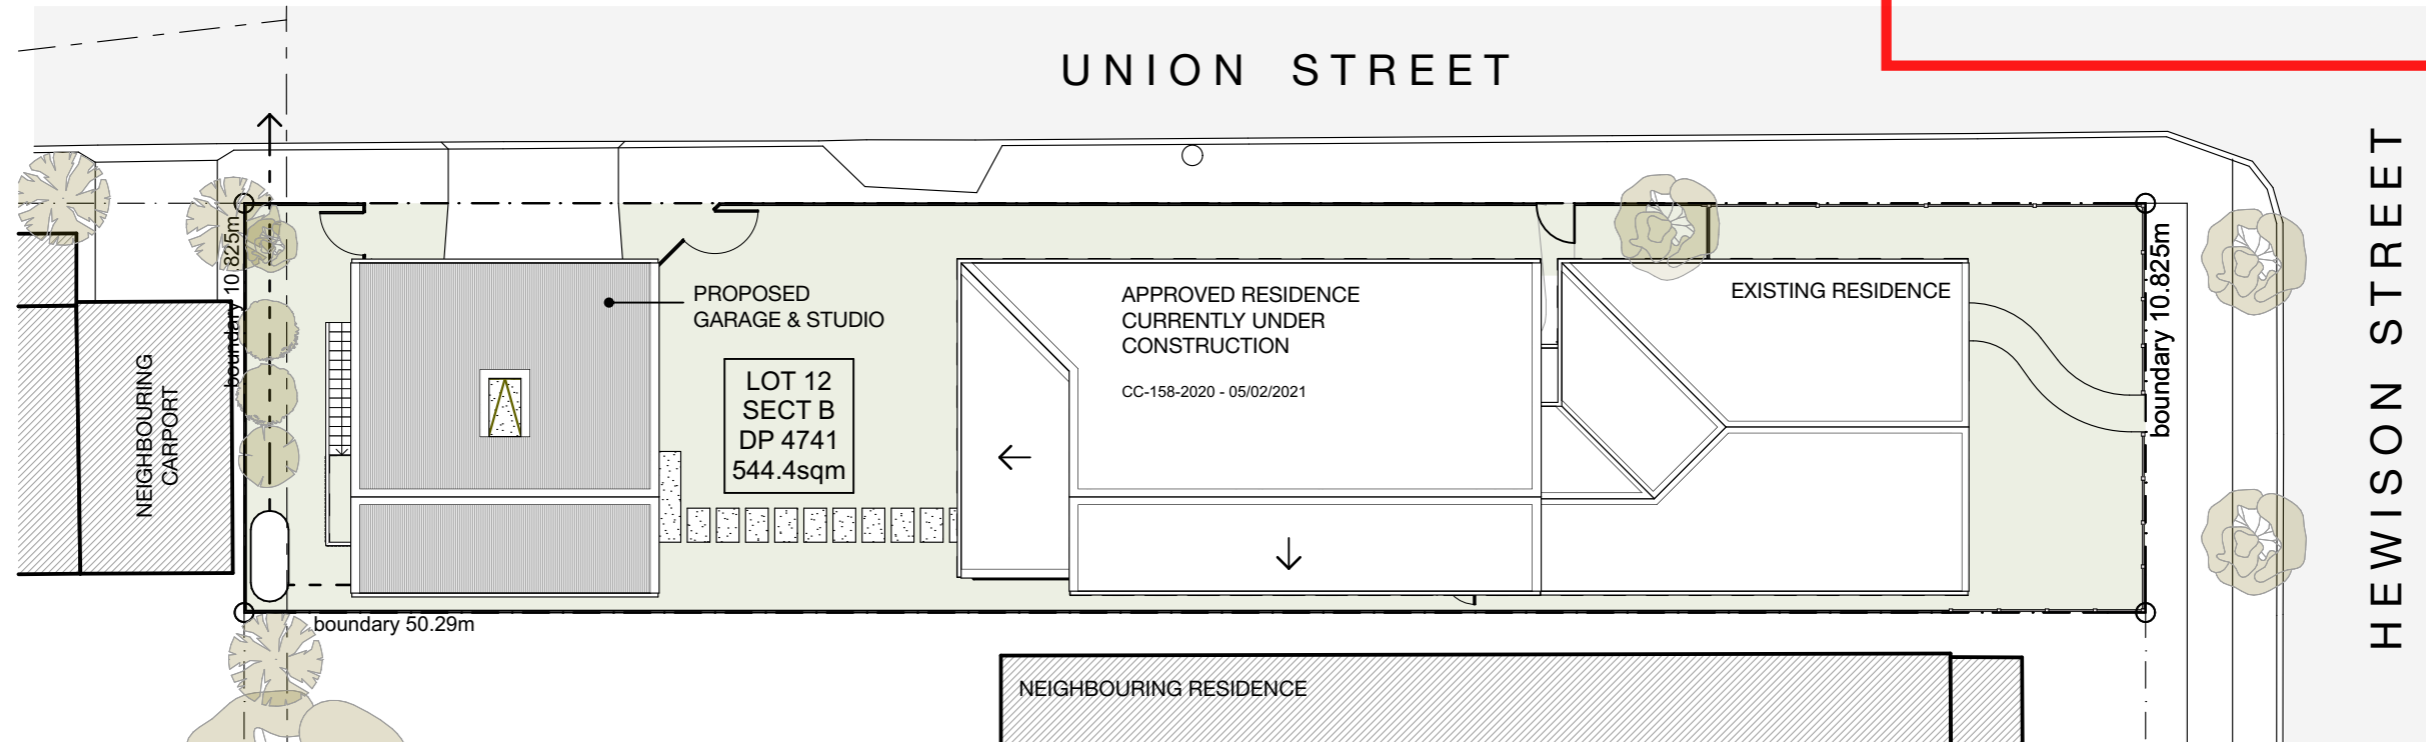 UNION STREET
HEWISON STREET
boundary 10.825m
PROPOSED
GARAGE & STUDIO
APPROVED RESIDENCE
CURRENTLY UNDER
CONSTRUCTION
CC-158-2020 - 05/02/2021
EXISTING RESIDENCE
boundary 10.825m
NEIGHBOURING
CARPORT
LOT 12
SECT B
DP 4741
544.4sqm
boundary 50.29m
NEIGHBOURING RESIDENCE